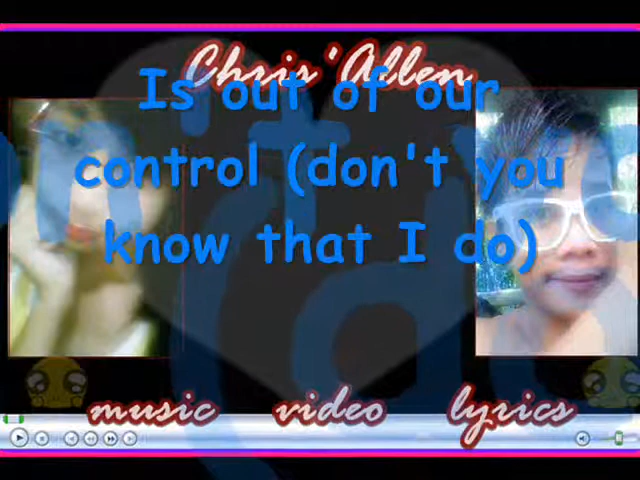 Chris'Allen
Is out of our
control (don't you
know that I do)
music video lyrics